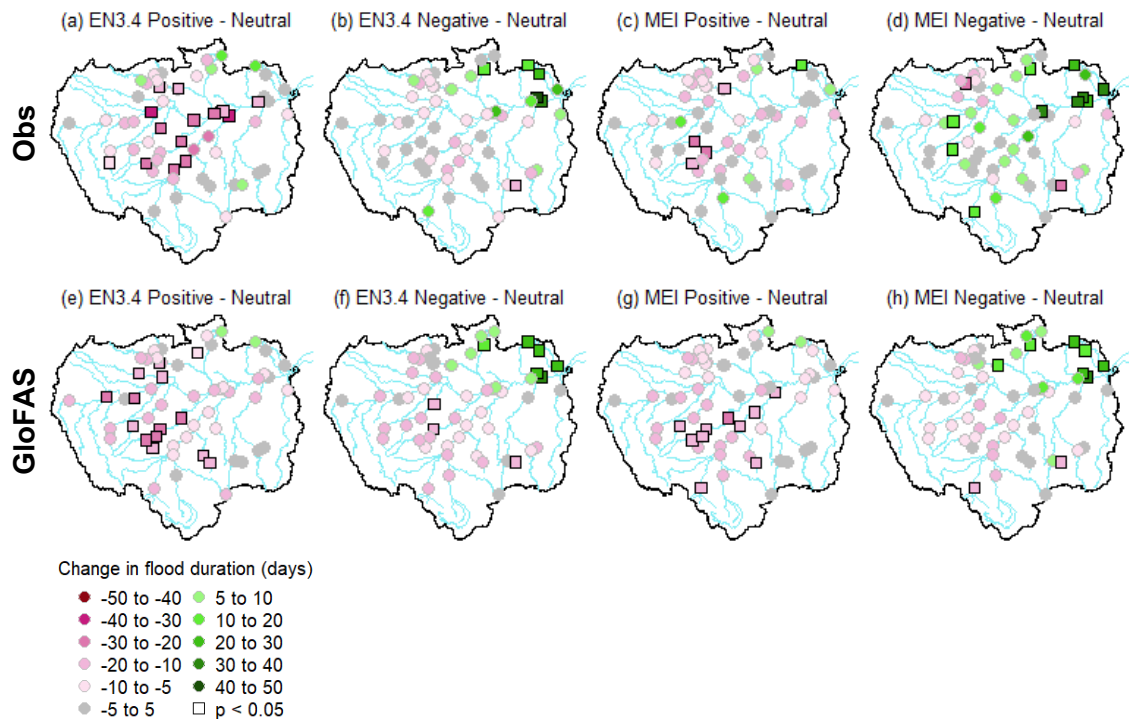 (a) EN3.4 Positive - Neutral
(b) EN3.4 Negative - Neutral
(c) MEI Positive - Neutral
(d) MEI Negative - Neutral
Obs
(e) EN3.4 Positive - Neutral
(f) EN3.4 Negative - Neutral
(g) MEI Positive - Neutral
(h) MEI Negative - Neutral
GloFAS
Change in flood duration (days)
-50 to -40
-40 to -30
-30 to -20
-20 to -10
-10 to -5
-5 to 5
5 to 10
10 to 20
20 to 30
30 to 40
40 to 50
p < 0.05